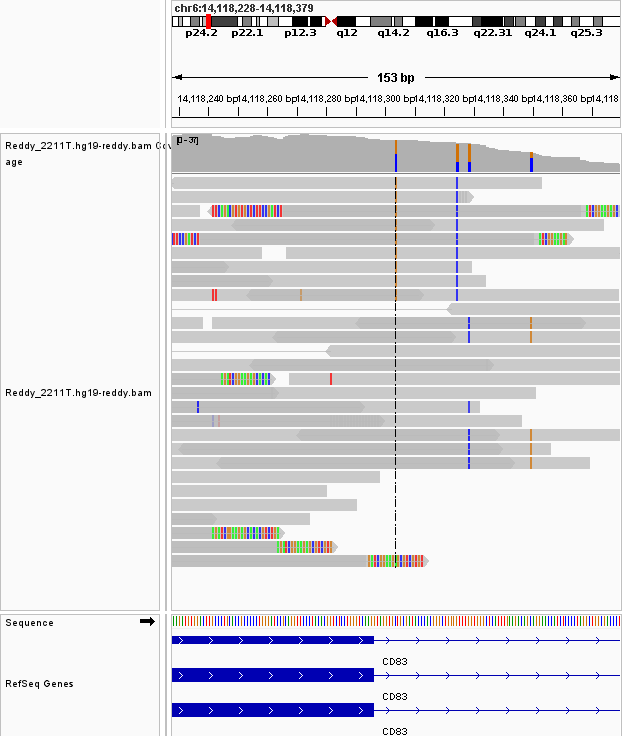 chr6:14,118,228-14,118,379
p24.2 p22.1 p12.3 q12 q14.2 q16.3 q22.31 q24.1 q25.3
153 bp
14,118,240 bp 14,118,260 bp 14,118,280 bp 14,118,300 bp 14,118,320 bp 14,118,340 bp 14,118,360 bp 14,118
[0 - 37]
Reddy_2211T.hg19-reddy.bam Cov
age
Reddy_2211T.hg19-reddy.bam
Sequence
CD83
RefSeq Genes
CD83
CD83